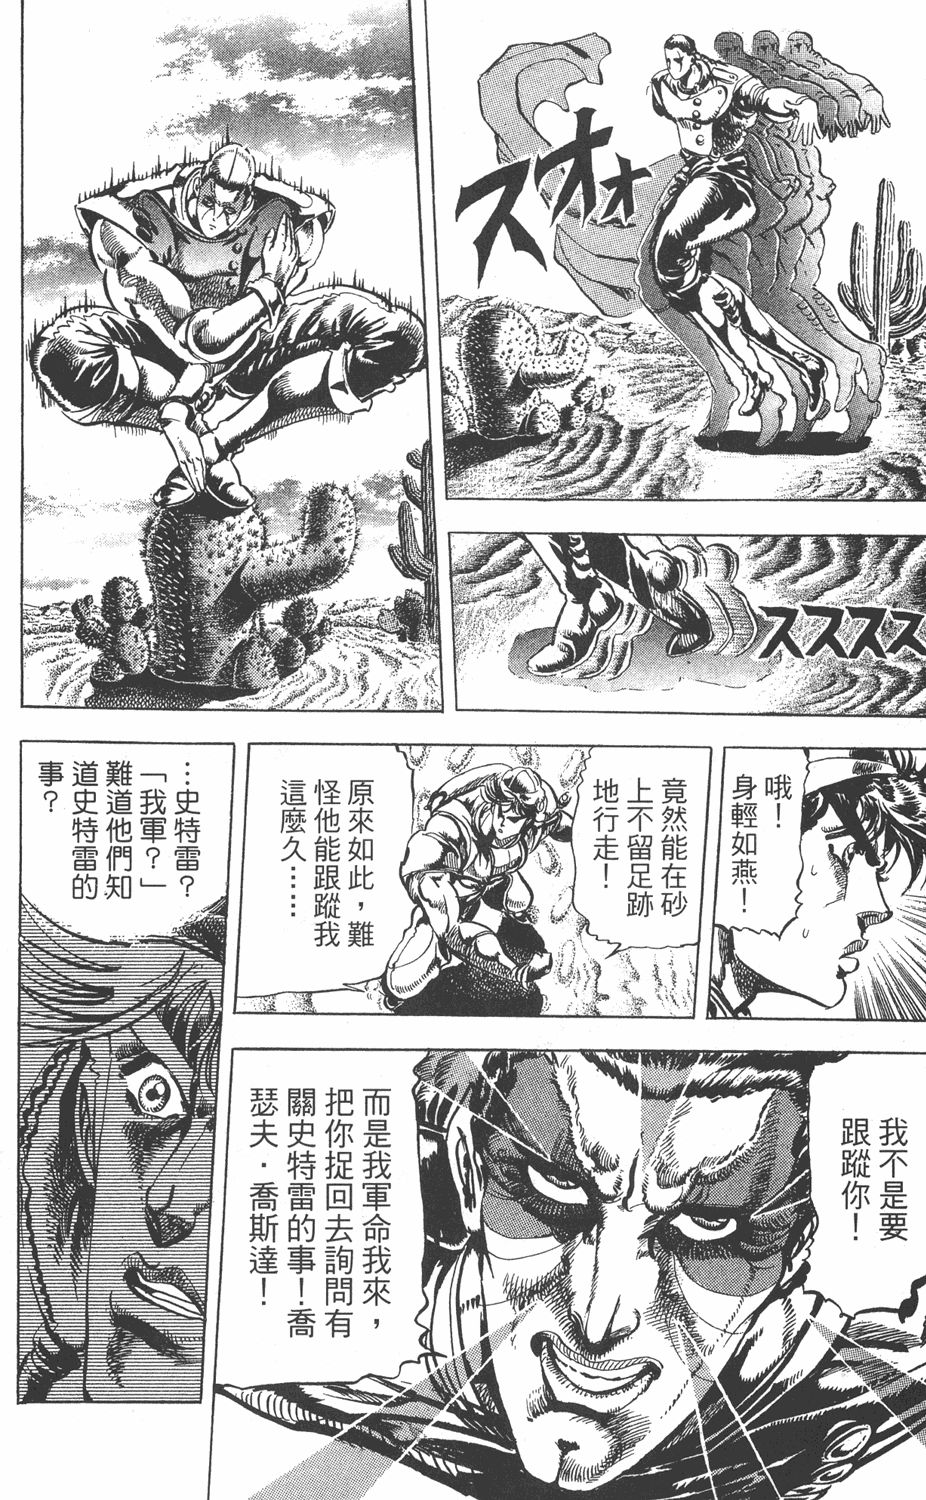 スオオ
スススス
哦！
身輕如燕！
竟然能在砂
上不留足跡
地行走！
原來如此，難
怪他能跟蹤我
這麼久……
…史特雷？
「我軍？」
難道他們知
道史特雷的
事？
我不是要
跟蹤你！
而是我軍命我來，
把你捉回去詢問有
關史特雷的事！喬
瑟夫．喬斯達！